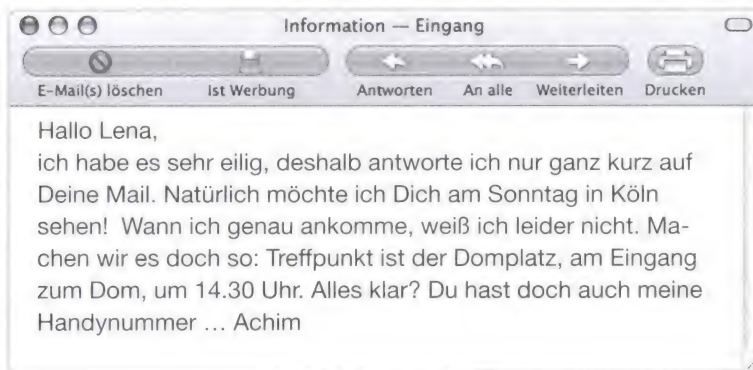 Information — Eingang
E-Mail(s) löschen Ist Werbung Antworten An alle Weiterleiten Drucken
Hallo Lena,
ich habe es sehr eilig, deshalb antworte ich nur ganz kurz auf
Deine Mail. Natürlich möchte ich Dich am Sonntag in Köln
sehen! Wann ich genau ankomme, weiß ich leider nicht. Ma-
chen wir es doch so: Treffpunkt ist der Domplatz, am Eingang
zum Dom, um 14.30 Uhr. Alles klar? Du hast doch auch meine
Handynummer ... Achim